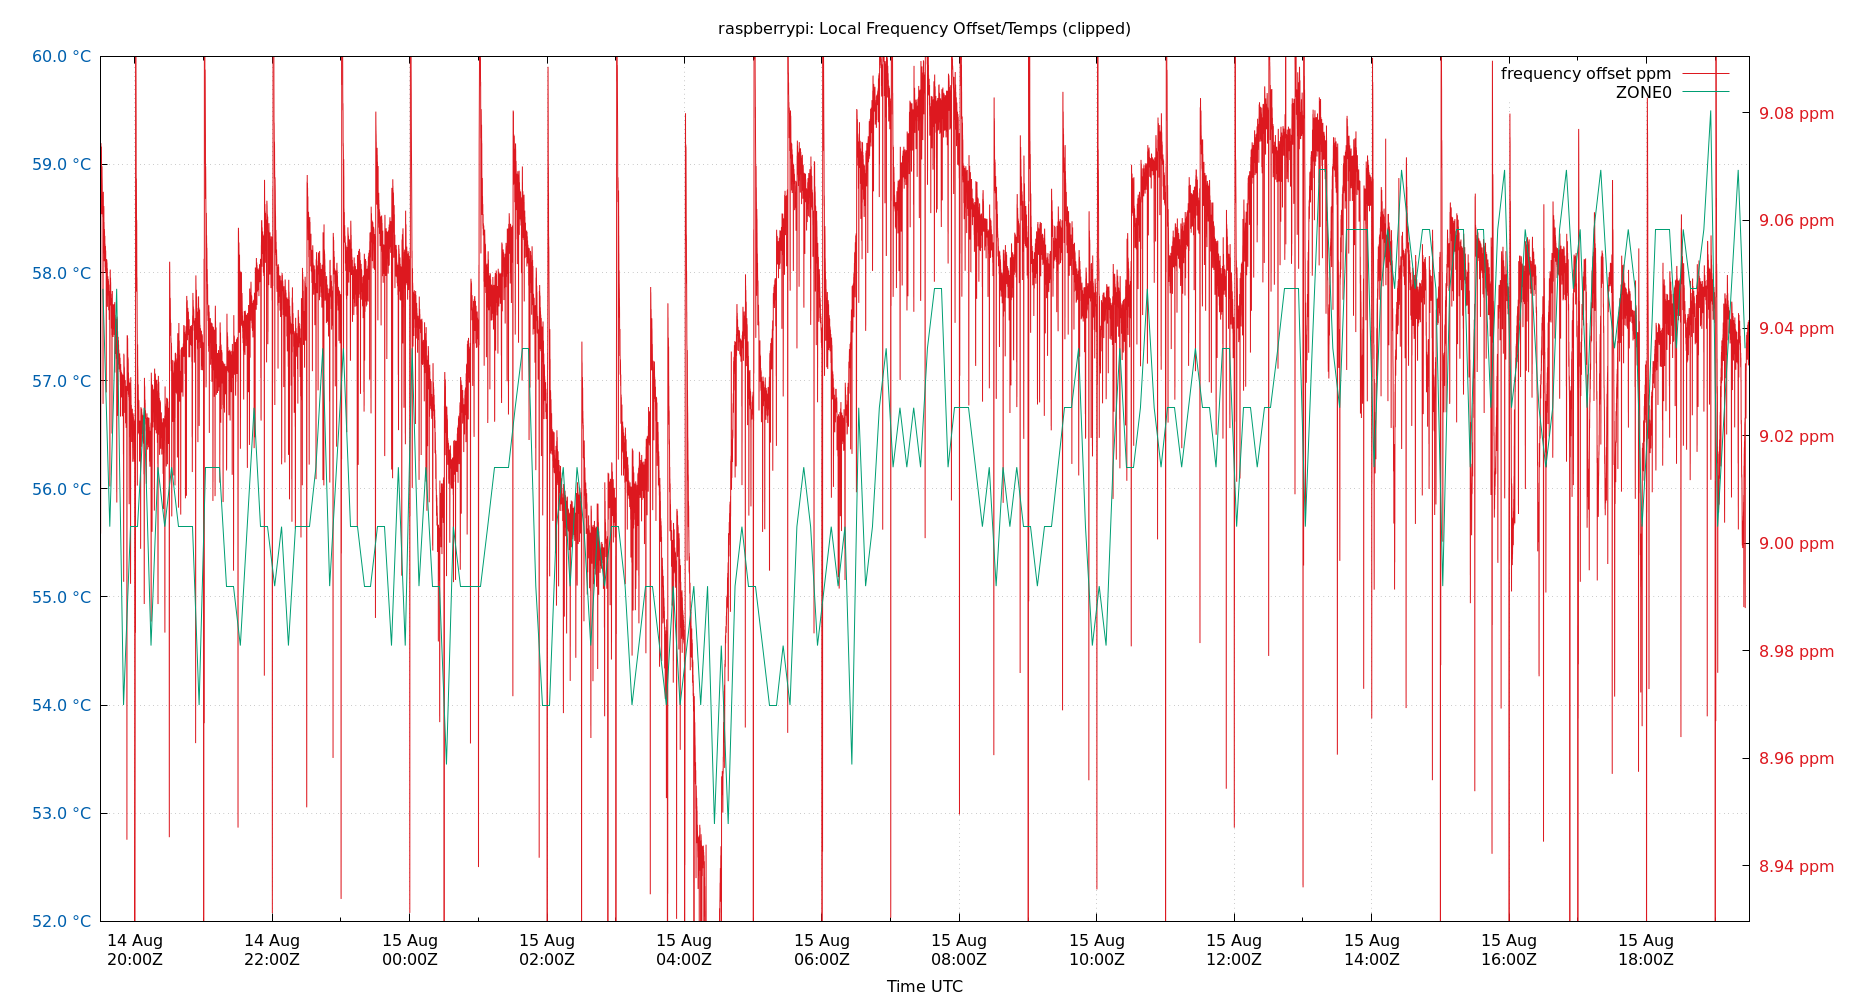 raspberrypi: Local Frequency Offset/Temps (clipped)
60.0 °C
59.0 °C
58.0 °C
57.0 °C
56.0 °C
55.0 °C
54.0 °C
53.0 °C
52.0 °C
frequency offset ppm
ZONE0
9.08 ppm
9.06 ppm
9.04 ppm
9.02 ppm
9.00 ppm
8.98 ppm
8.96 ppm
8.94 ppm
14 Aug
20:00Z
14 Aug
22:00Z
15 Aug
00:00Z
15 Aug
02:00Z
15 Aug
04:00Z
15 Aug
06:00Z
15 Aug
08:00Z
15 Aug
10:00Z
15 Aug
12:00Z
15 Aug
14:00Z
15 Aug
16:00Z
15 Aug
18:00Z
Time UTC